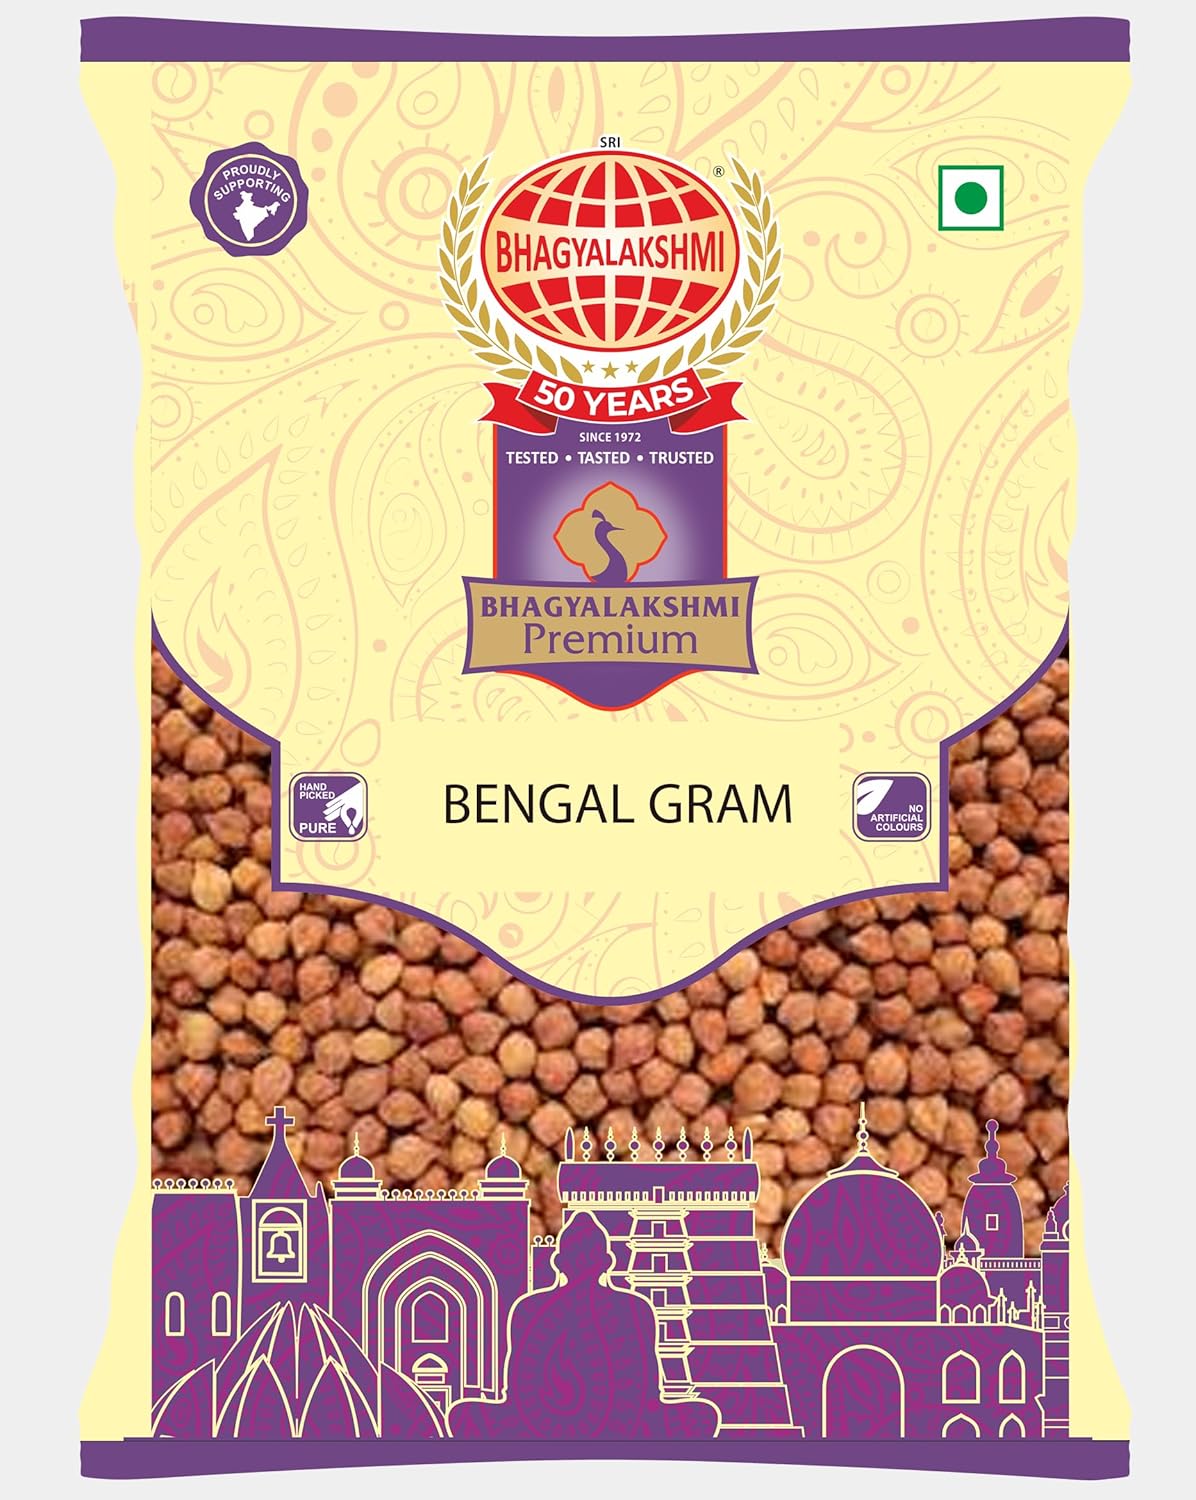 SRI
PROUDLY
SUPPORTING
BHAGYALAKSHMI
®
50 YEARS
SINCE 1972
TESTED • TASTED • TRUSTED
BHAGYALAKSHMI
Premium
HAND
PICKED
PURE
BENGAL GRAM
NO
ARTIFICIAL
COLOURS